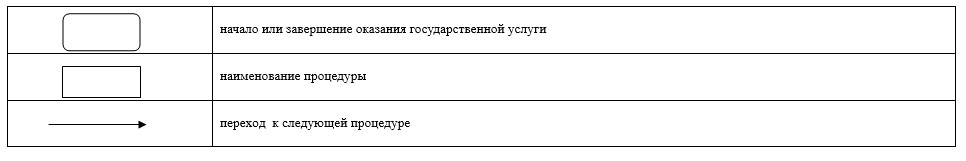 начало или завершение оказания государственной услуги
наименование процедуры
переход к следующей процедуре